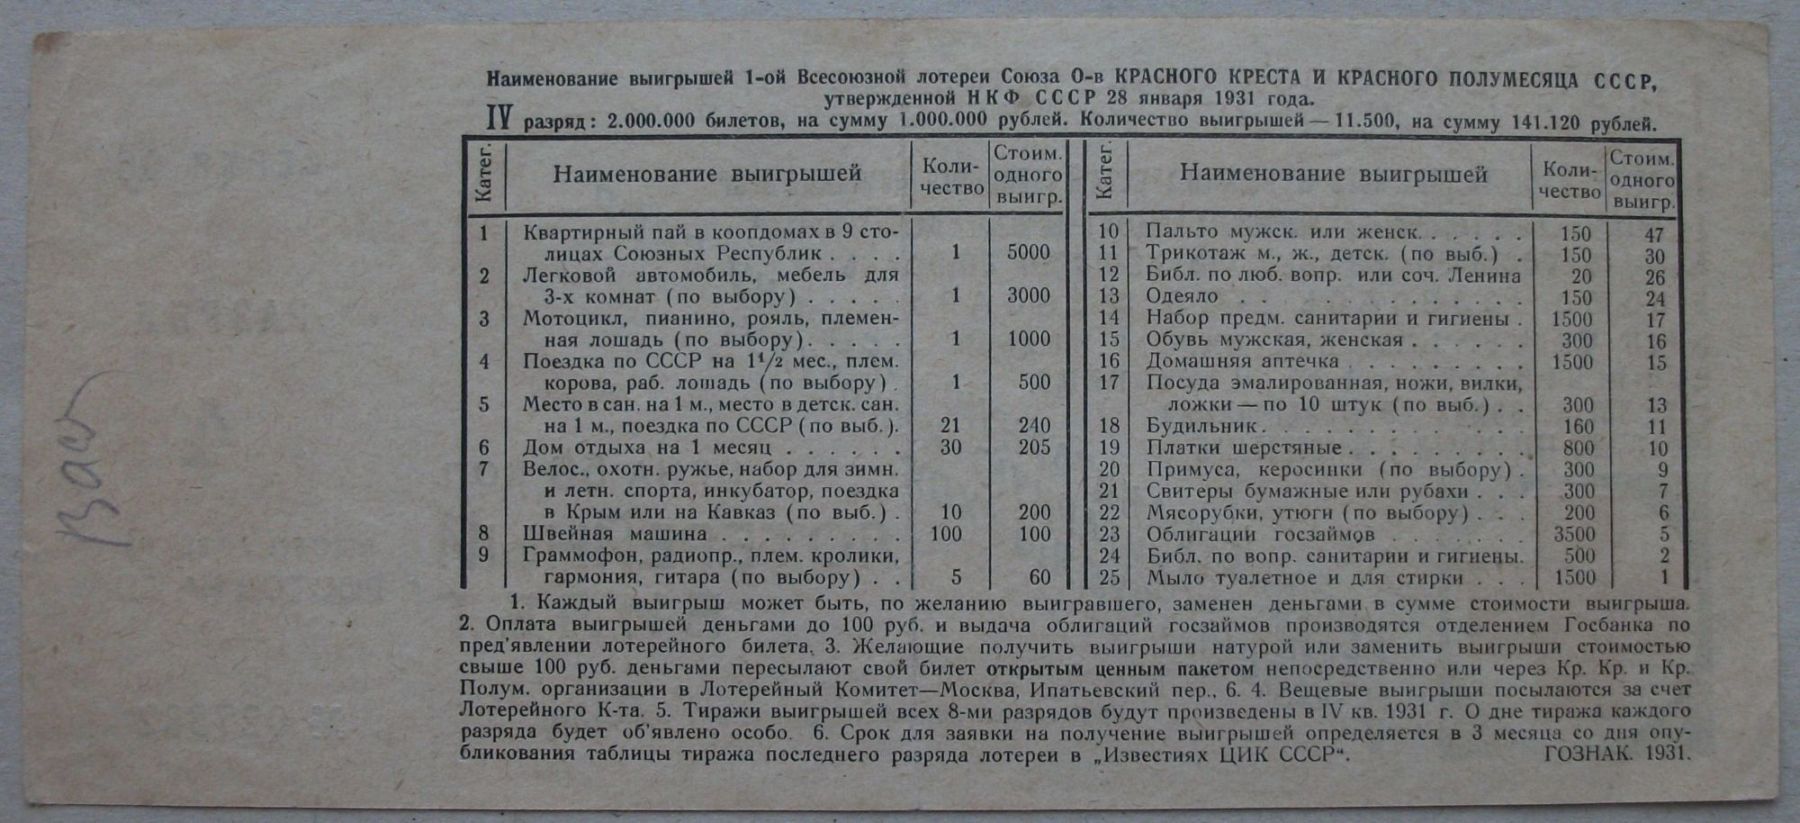 Наименование выигрышей 1-ой Всесоюзной лотереи Союза О-в КРАСНОГО КРЕСТА И КРАСНОГО ПОЛУМЕСЯЦА СССР,
утвержденной НКФ СССР 28 января 1931 года.
IV разряд: 2.000.000 билетов, на сумму 1.000.000 рублей. Количество выигрышей — 11.500, на сумму 141.120 рублей.
Катег. Наименование выигрышей Коли-чество Стоим. одного выигр.
1 Квартирный пай в коопдомах в 9 сто-
лицах Союзных Республик . . . . 1 5000
2 Легковой автомобиль, мебель для
3-х комнат (по выбору) . . . . . 1 3000
3 Мотоцикл, пианино, рояль, племен-
ная лошадь (по выбору) . . . . . 1 1000
4 Поездка по СССР на 1 1/2 мес., плем.
корова, раб. лошадь (по выбору) . 1 500
5 Место в сан. на 1 м., место в детск. сан.
на 1 м., поездка по СССР (по выб.). 21 240
6 Дом отдыха на 1 месяц . . . . . . 30 205
7 Велос., охотн. ружье, набор для зимн.
и летн. спорта, инкубатор, поездка
в Крым или на Кавказ (по выб.) . 10 200
8 Швейная машина . . . . . . . . . 100 100
9 Граммофон, радиопр., плем. кролики,
гармония, гитара (по выбору) . . 5 60
Катег. Наименование выигрышей Коли-чество Стоим. одного выигр.
10 Пальто мужск. или женск. . . . . . 150 47
11 Трикотаж м., ж., детск. (по выб.) . 150 30
12 Библ. по люб. вопр. или соч. Ленина 20 26
13 Одеяло . . . . . . . . . . . 150 24
14 Набор предм. санитарии и гигиены . 1500 17
15 Обувь мужская, женская . . . . . . 300 16
16 Домашняя аптечка . . . . . . . . . 1500 15
17 Посуда эмалированная, ножи, вилки,
ложки — по 10 штук (по выб.) . . 300 13
18 Будильник . . . . . . . . . . . . 160 11
19 Платки шерстяные . . . . . . . . . 800 10
20 Примуса, керосинки (по выбору) . 300 9
21 Свитеры бумажные или рубахи . . . 300 7
22 Мясорубки, утюги (по выбору) . . . 200 6
23 Облигации госзаймов . . . . . . . 3500 5
24 Библ. по вопр. санитарии и гигиены. 500 2
25 Мыло туалетное и для стирки . . . 1500 1
1. Каждый выигрыш может быть, по желанию выигравшего, заменен деньгами в сумме стоимости выигрыша.
2. Оплата выигрышей деньгами до 100 руб. и выдача облигаций госзаймов производятся отделением Госбанка по
пред'явлении лотерейного билета. 3. Желающие получить выигрыши натурой или заменить выигрыши стоимостью
свыше 100 руб. деньгами пересылают свой билет открытым ценным пакетом непосредственно или через Кр. Кр. и Кр.
Полум. организации в Лотерейный Комитет—Москва, Ипатьевский пер., 6. 4. Вещевые выигрыши посылаются за счет
Лотерейного К-та. 5. Тиражи выигрышей всех 8-ми разрядов будут произведены в IV кв. 1931 г. О дне тиража каждого
разряда будет об'явлено особо. 6. Срок для заявки на получение выигрышей определяется в 3 месяца со дня опу-
бликования таблицы тиража последнего разряда лотереи в „Известиях ЦИК СССР“. ГОЗНАК. 1931.